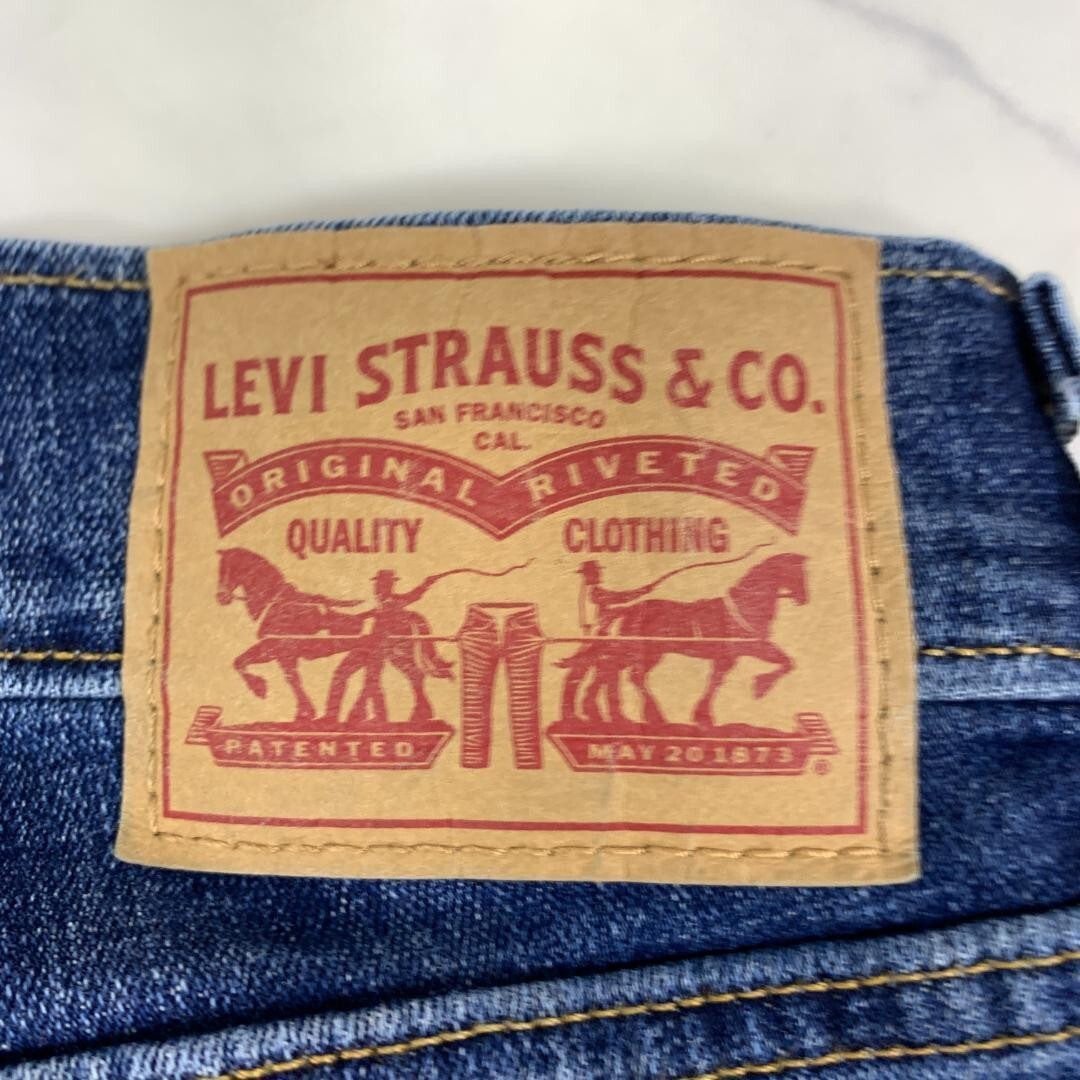 LEVI STRAUSS & CO.
SAN FRANCISCO
CAL.
ORIGINAL RIVETED
QUALITY CLOTHING
PATENTED MAY 20 1873 ®